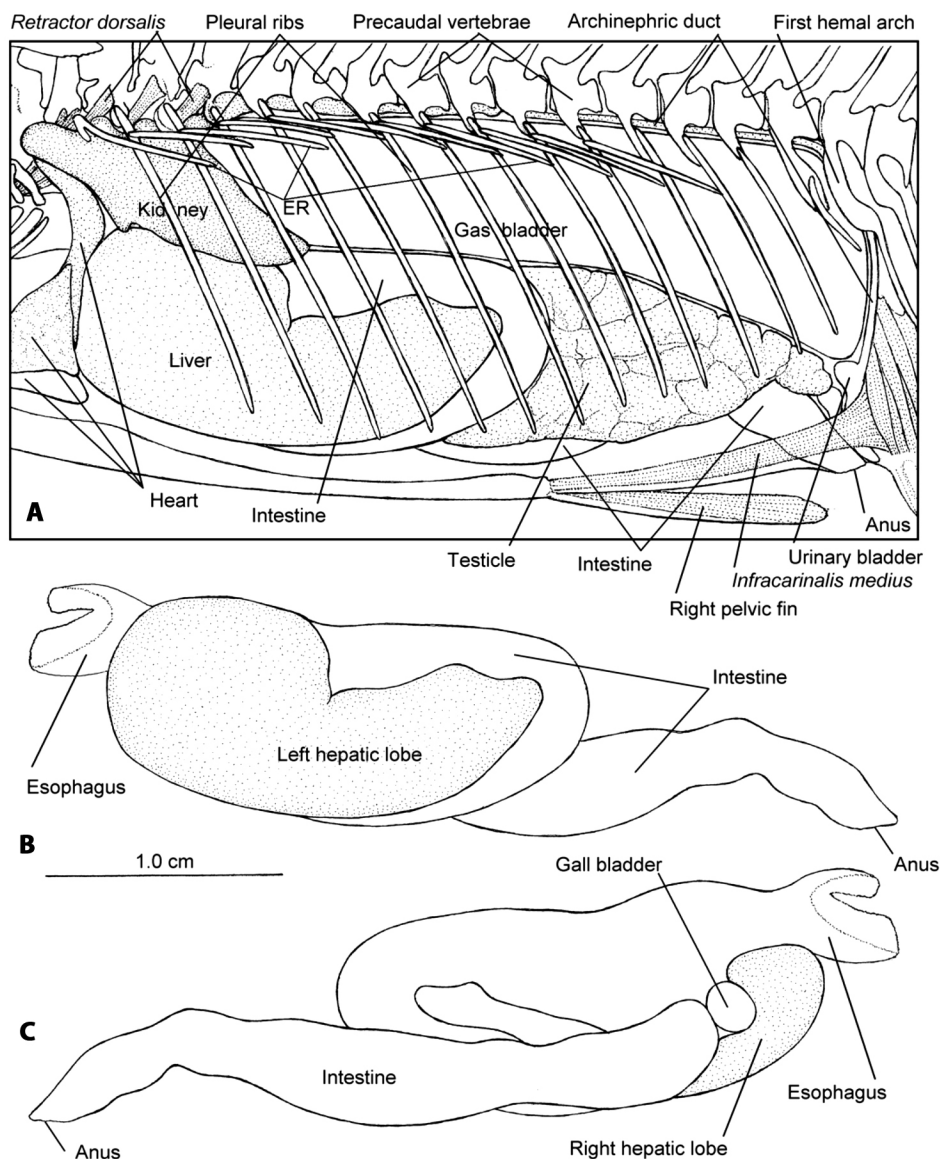 Retractor dorsalis Pleural ribs Precaudal vertebrae Archinephric duct First hemal arch
Kidney
ER
Gas bladder
Liver
Heart
Intestine
A
Anus
Testicle
Intestine
Urinary bladder
Infracarinalis medius
Right pelvic fin
Intestine
Left hepatic lobe
Esophagus
B
Anus
1.0 cm
Gall bladder
C
Intestine
Esophagus
Anus
Right hepatic lobe